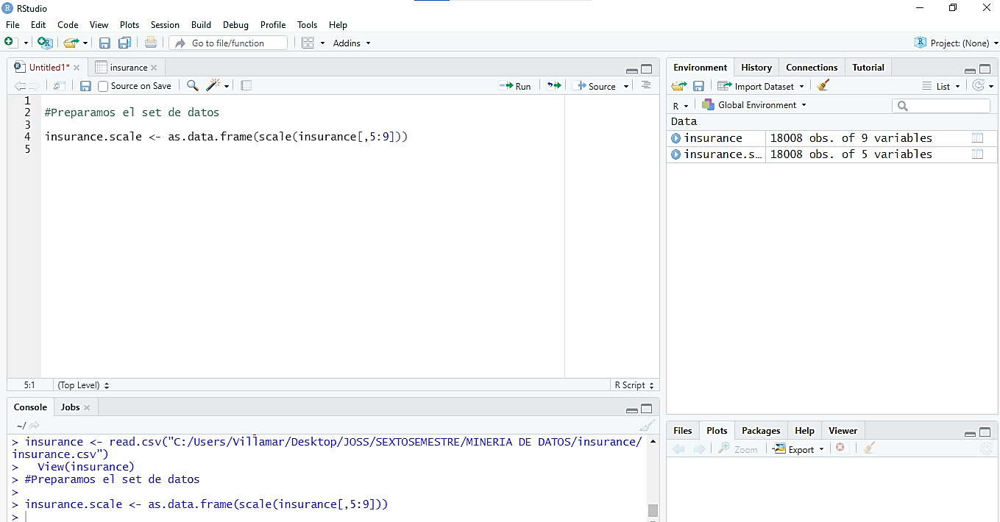 RStudio
File Edit Code View Plots Session Build Debug Profile Tools Help
Go to file/function Addins Project: (None)
Untitled1* insurance
Source on Save Run Source
1
2 #Preparamos el set de datos
3
4 insurance.scale <- as.data.frame(scale(insurance[,5:9]))
5
5:1 (Top Level) R Script
Console Jobs
~/
> insurance <- read.csv("C:/Users/Villamar/Desktop/JOSS/SEXTOSEMESTRE/MINERIA DE DATOS/insurance/
insurance.csv")
> View(insurance)
> #Preparamos el set de datos
>
> insurance.scale <- as.data.frame(scale(insurance[,5:9]))
>
Environment History Connections Tutorial
Import Dataset List
R Global Environment
Data
insurance 18008 obs. of 9 variables
insurance.s… 18008 obs. of 5 variables
Files Plots Packages Help Viewer
Zoom Export